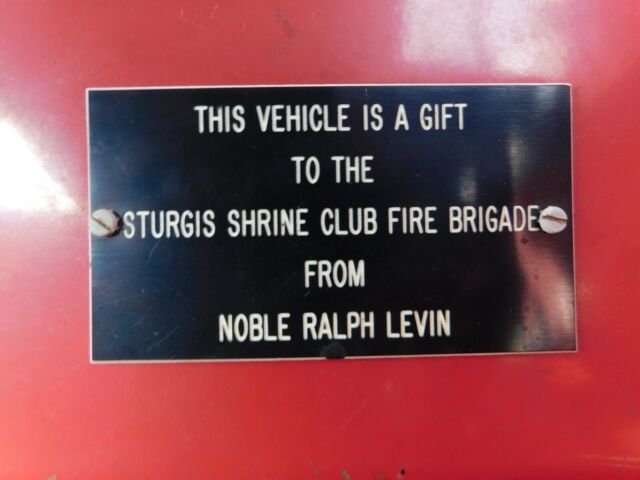 THIS VEHICLE IS A GIFT
TO THE
STURGIS SHRINE CLUB FIRE BRIGADE
FROM
NOBLE RALPH LEVIN